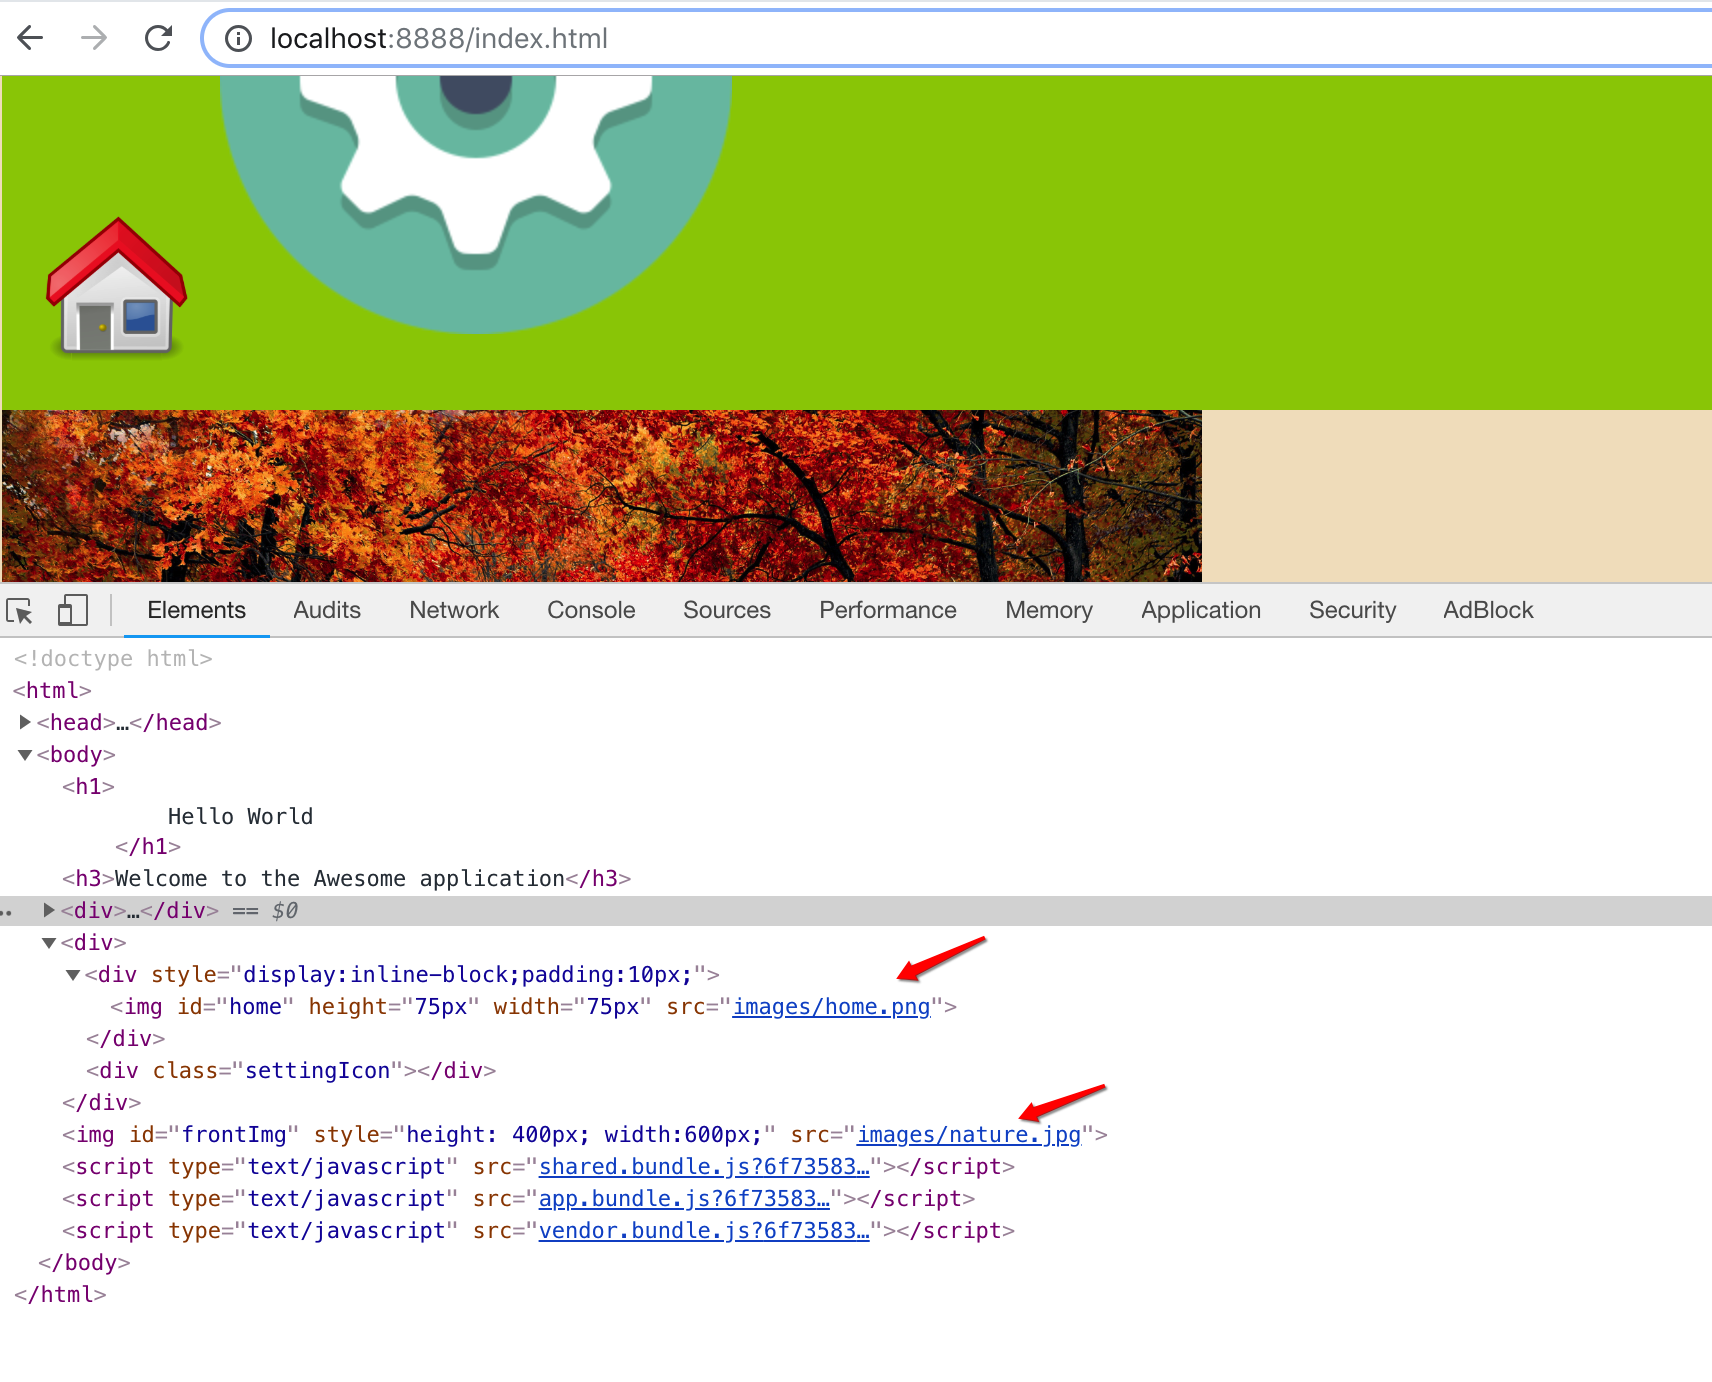 localhost:8888/index.html
Elements Audits Network Console Sources Performance Memory Application Security AdBlock
<!doctype html>
<html>
<head>…</head>
<body>
<h1>
Hello World
</h1>
<h3>Welcome to the Awesome application</h3>
<div>…</div> == $0
<div>
<div style="display:inline-block;padding:10px;">
<img id="home" height="75px" width="75px" src="images/home.png">
</div>
<div class="settingIcon"></div>
</div>
<img id="frontImg" style="height: 400px; width:600px;" src="images/nature.jpg">
<script type="text/javascript" src="shared.bundle.js?6f73583…"></script>
<script type="text/javascript" src="app.bundle.js?6f73583…"></script>
<script type="text/javascript" src="vendor.bundle.js?6f73583…"></script>
</body>
</html>